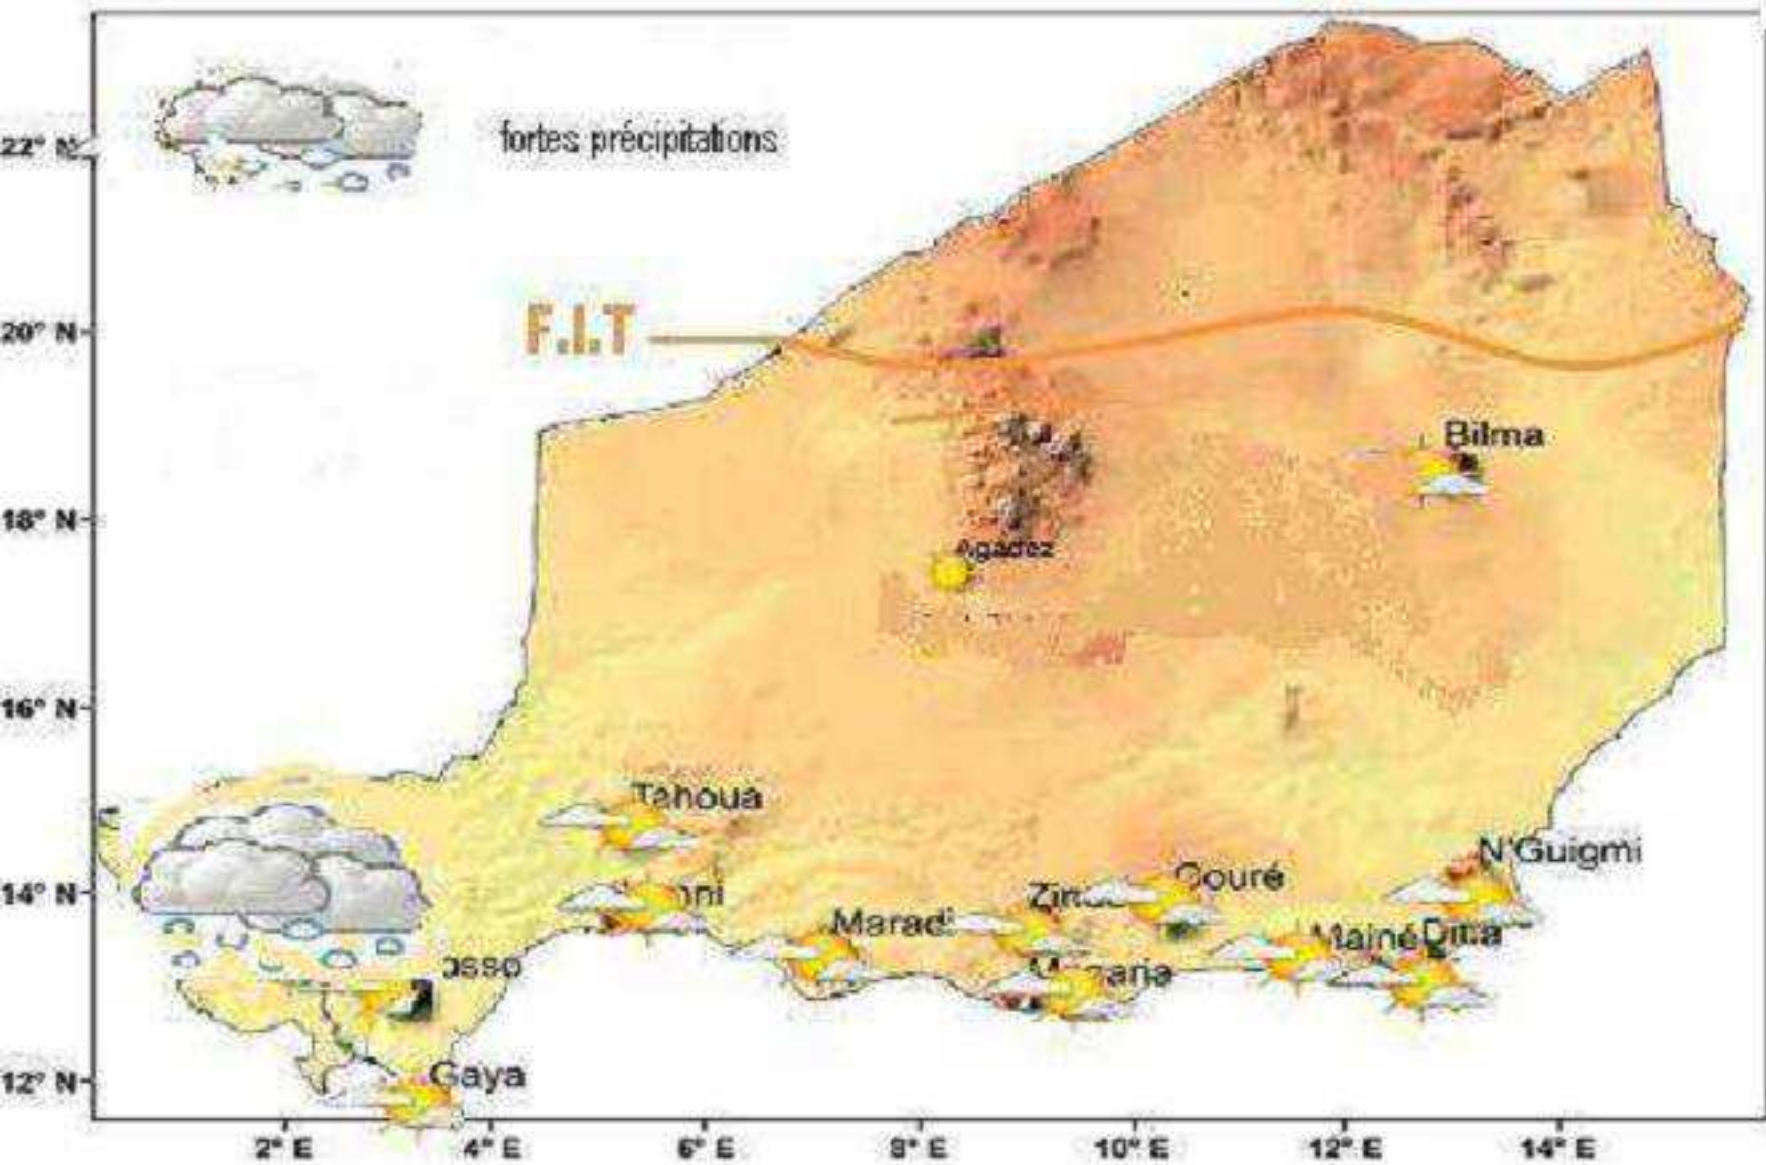 22° N
fortes précipitations
F.I.T
20° N
Bilma
18° N
Agadez
16° N
Tahoua
N'Guigmi
14° N
Gouré
Maradi
Mainé
osso
12° N
Gaya
2° E
4° E
6° E
8° E
10° E
12° E
14° E